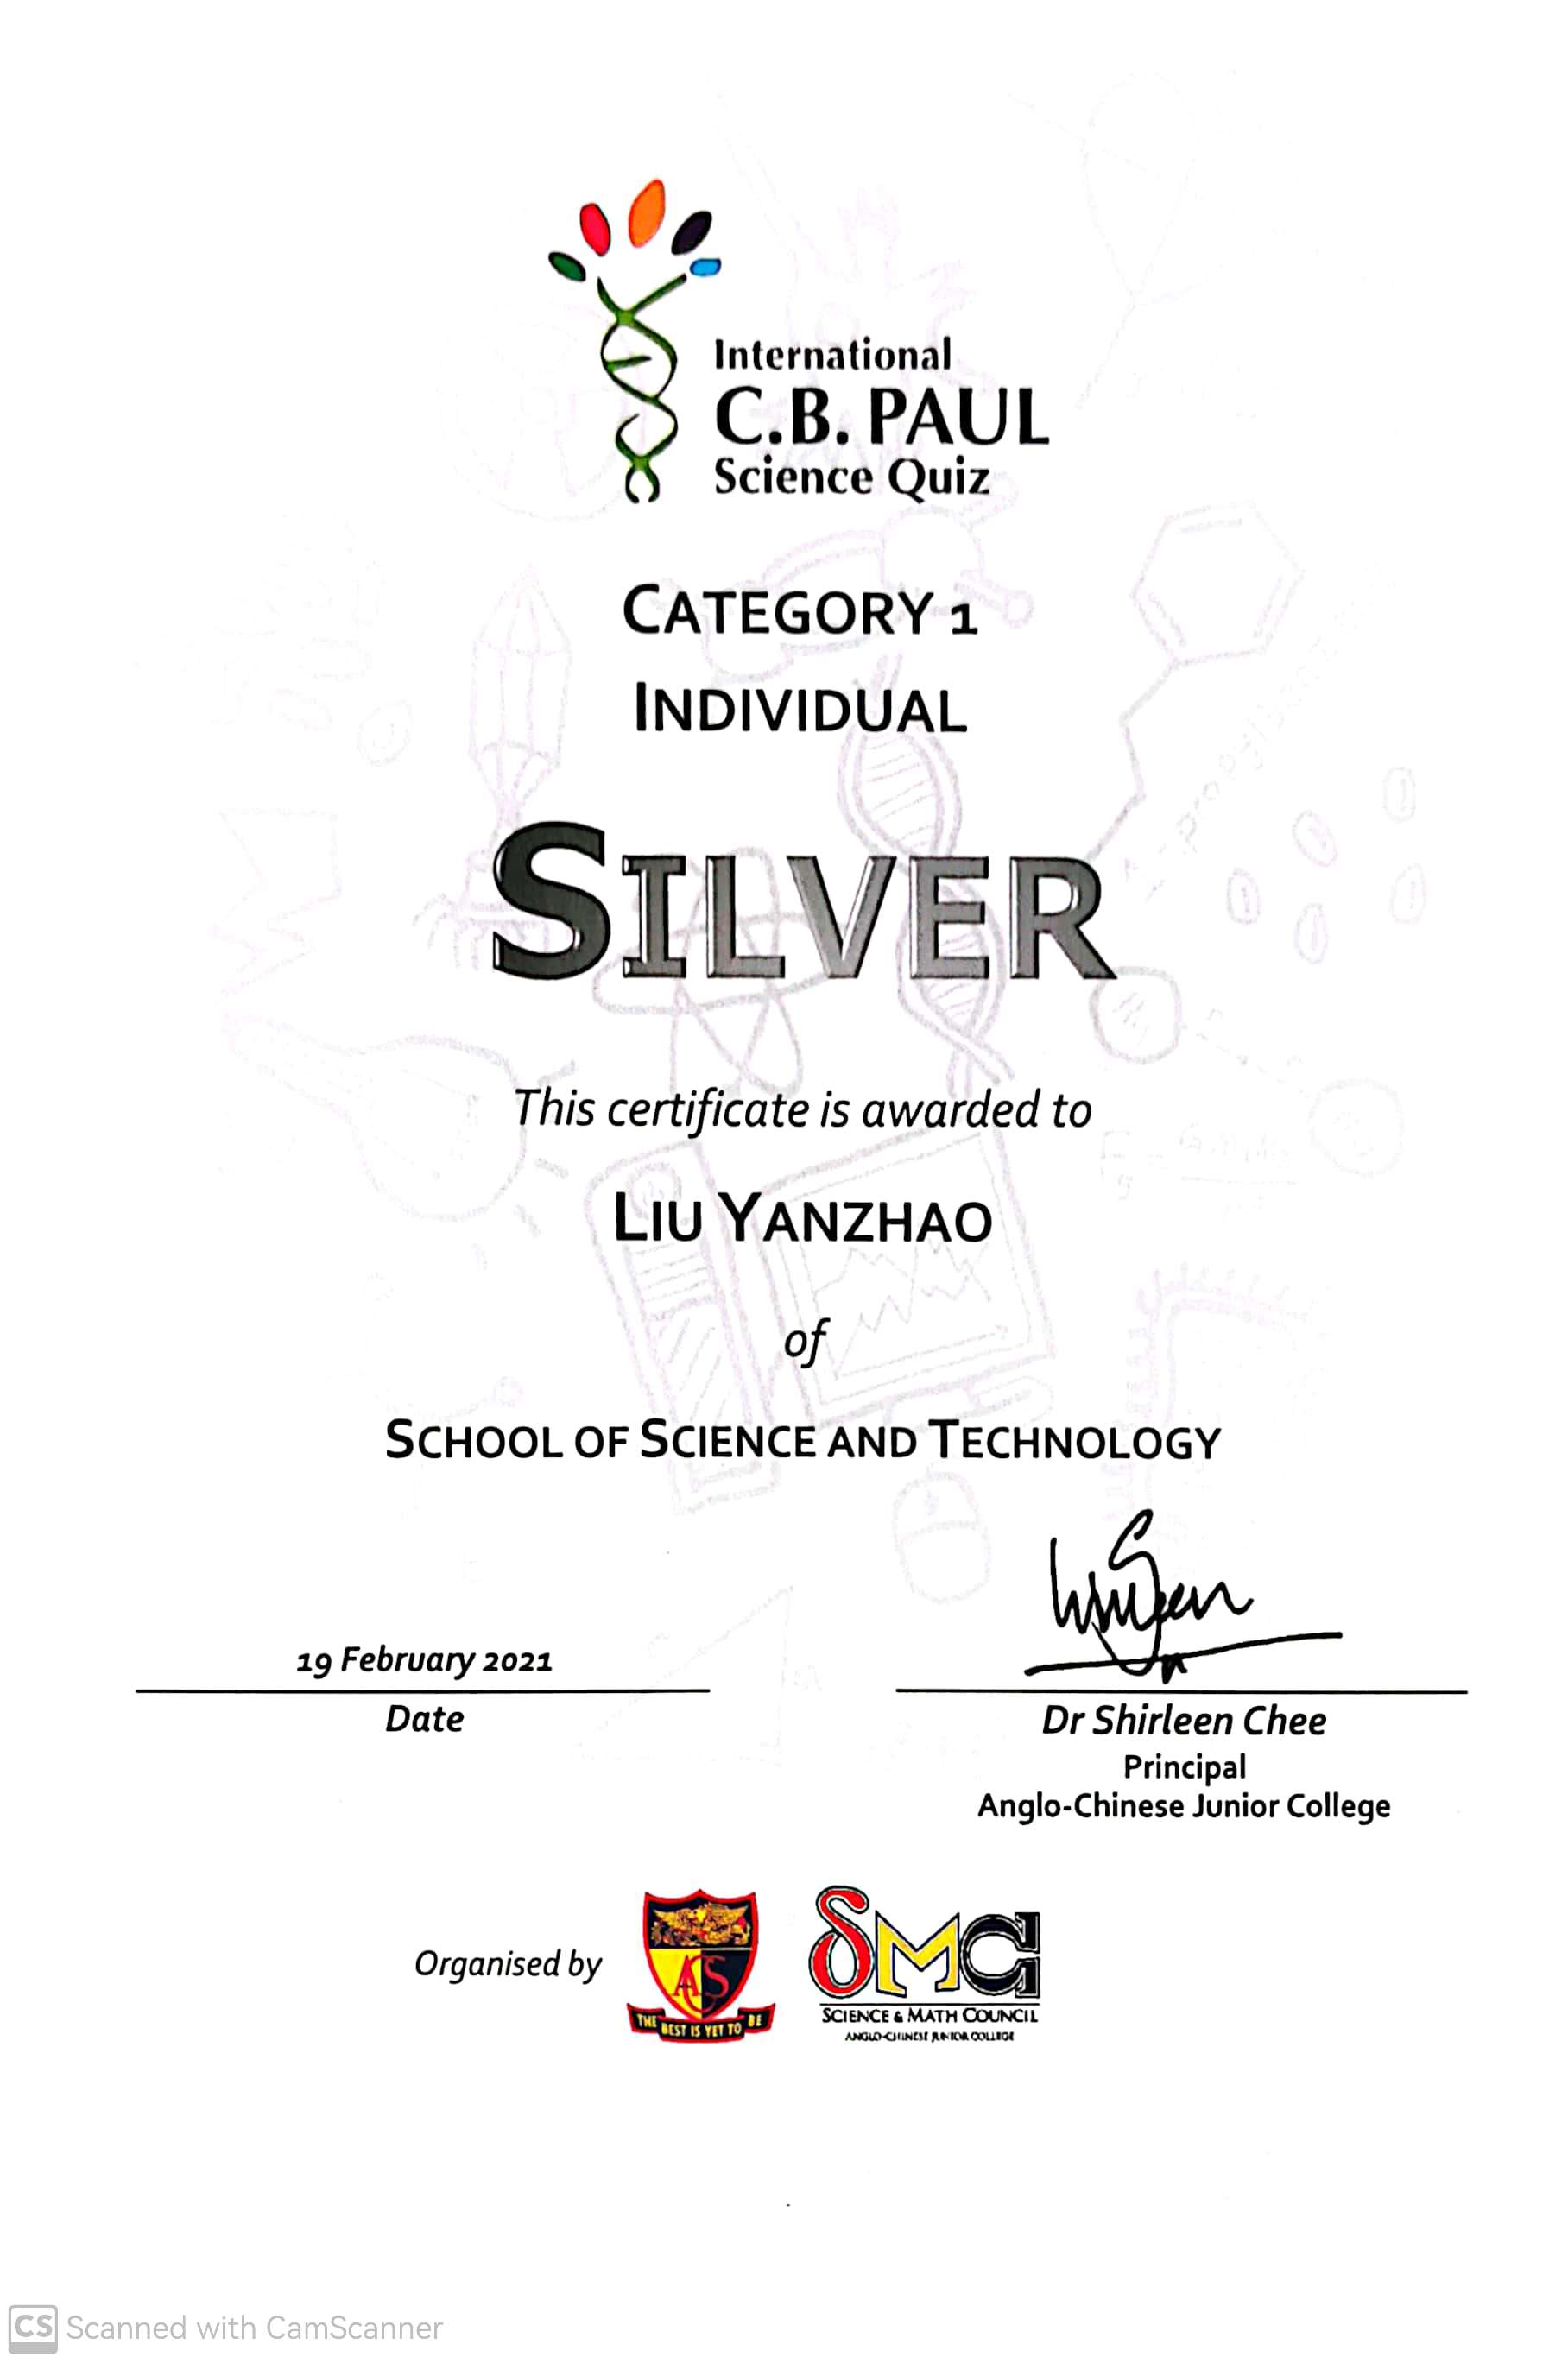 International
C.B. PAUL
Science Quiz
CATEGORY 1
INDIVIDUAL
SILVER
This certificate is awarded to
LIU YANZHAO
of
SCHOOL OF SCIENCE AND TECHNOLOGY
19 February 2021
Date
Dr Shirleen Chee
Principal
Anglo-Chinese Junior College
Organised by
ACS
THE BEST IS YET TO BE
SMC
SCIENCE & MATH COUNCIL
ANGLO-CHINESE JUNIOR COLLEGE
CS Scanned with CamScanner